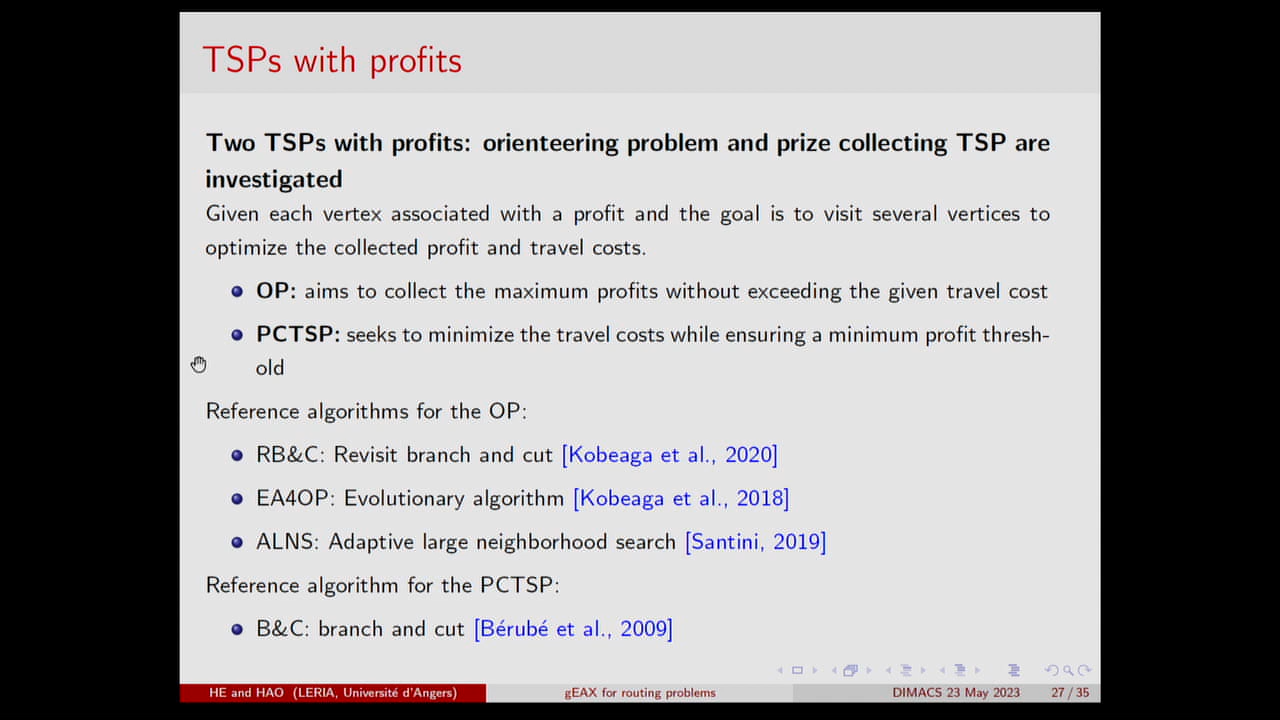 TSPs with profits
Two TSPs with profits: orienteering problem and prize collecting TSP are
investigated
Given each vertex associated with a profit and the goal is to visit several vertices to
optimize the collected profit and travel costs.
OP: aims to collect the maximum profits without exceeding the given travel cost
PCTSP: seeks to minimize the travel costs while ensuring a minimum profit thresh-
old
Reference algorithms for the OP:
RB&C: Revisit branch and cut [Kobeaga et al., 2020]
EA4OP: Evolutionary algorithm [Kobeaga et al., 2018]
ALNS: Adaptive large neighborhood search [Santini, 2019]
Reference algorithm for the PCTSP:
B&C: branch and cut [Bérubé et al., 2009]
HE and HAO (LERIA, Université d'Angers) gEAX for routing problems DIMACS 23 May 2023 27 / 35